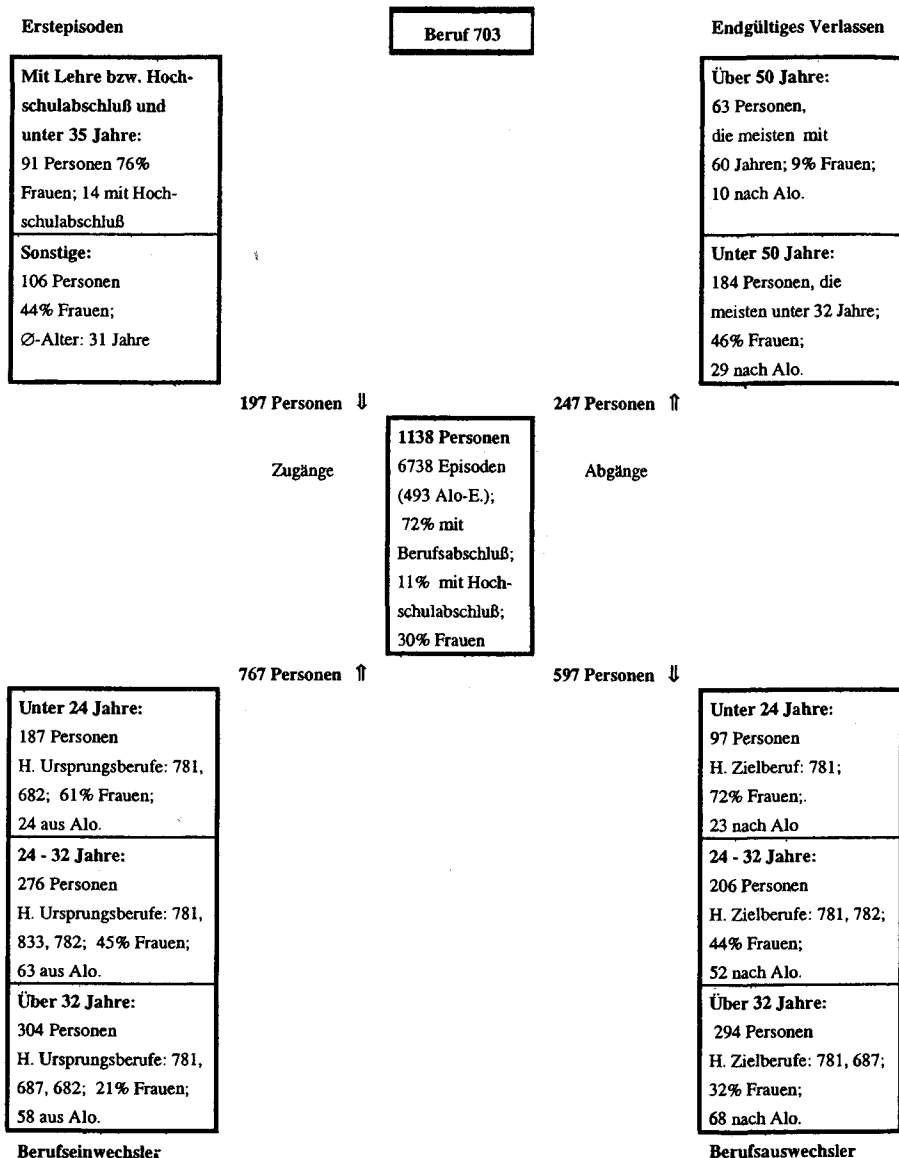 Erstepisoden
Beruf 703
Endgültiges Verlassen
Mit Lehre bzw. Hoch-
schulabschluß und
unter 35 Jahre:
91 Personen 76%
Frauen; 14 mit Hoch-
schulabschluß
Sonstige:
106 Personen
44% Frauen;
∅-Alter: 31 Jahre
Über 50 Jahre:
63 Personen,
die meisten mit
60 Jahren; 9% Frauen;
10 nach Alo.
Unter 50 Jahre:
184 Personen, die
meisten unter 32 Jahre;
46% Frauen;
29 nach Alo.
197 Personen ⇓
247 Personen ⇑
Zugänge
1138 Personen
6738 Episoden
(493 Alo-E.);
72% mit
Berufsabschluß;
11% mit Hoch-
schulabschluß;
30% Frauen
Abgänge
767 Personen ⇑
597 Personen ⇓
Unter 24 Jahre:
187 Personen
H. Ursprungsberufe: 781,
682; 61% Frauen;
24 aus Alo.
24 - 32 Jahre:
276 Personen
H. Ursprungsberufe: 781,
833, 782; 45% Frauen;
63 aus Alo.
Über 32 Jahre:
304 Personen
H. Ursprungsberufe: 781,
687, 682; 21% Frauen;
58 aus Alo.
Berufseinwechsler
Unter 24 Jahre:
97 Personen
H. Zielberuf: 781;
72% Frauen;.
23 nach Alo
24 - 32 Jahre:
206 Personen
H. Zielberufe: 781, 782;
44% Frauen;
52 nach Alo.
Über 32 Jahre:
294 Personen
H. Zielberufe: 781, 687;
32% Frauen;
68 nach Alo.
Berufsauswechsler